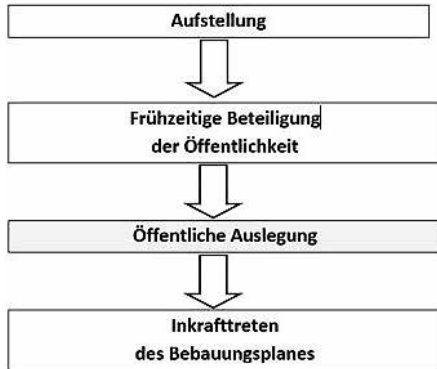 Aufstellung
Frühzeitige Beteiligung
der Öffentlichkeit
Öffentliche Auslegung
Inkrafttreten
des Bebauungsplanes